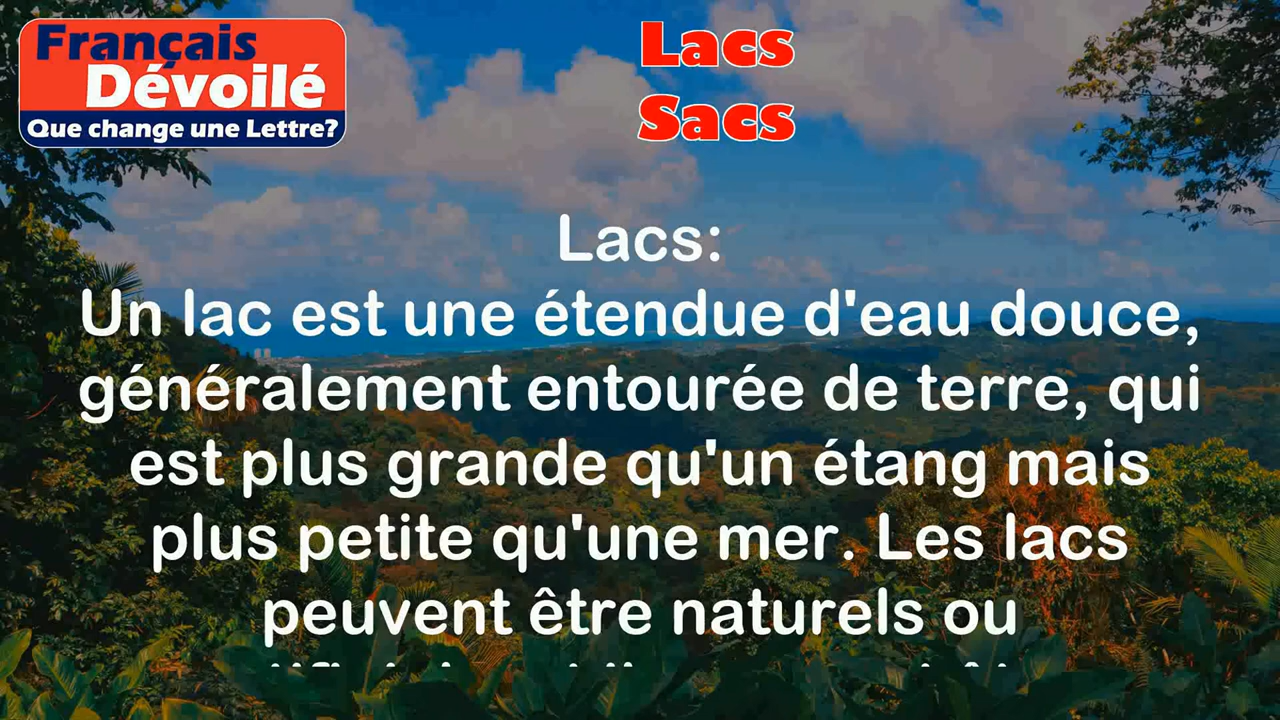 Français
Dévoilé
Que change une Lettre?
Lacs
Sacs
Lacs:
Un lac est une étendue d'eau douce,
généralement entourée de terre, qui
est plus grande qu'un étang mais
plus petite qu'une mer. Les lacs
peuvent être naturels ou